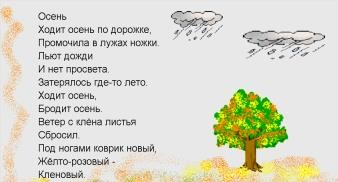 Осень
Ходит осень по дорожке,
Промочила в лужах ножки.
Льют дожди
И нет просвета.
Затерялось где-то лето.
Ходит осень,
Бродит осень.
Ветер с клёна листья
Сбросил.
Под ногами коврик новый,
Жёлто-розовый -
Кленовый.